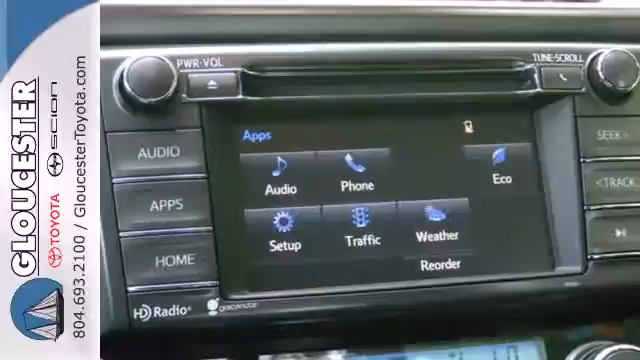 GLOUCESTER
TOYOTA SCION
804.693.2100 / GloucesterToyota.com
PWR·VOL
TUNE·SCROLL
AUDIO
APPS
HOME
Apps
Audio
Phone
Eco
Setup
Traffic
Weather
Reorder
SEEK>
<TRACK
HD Radio
gracenote